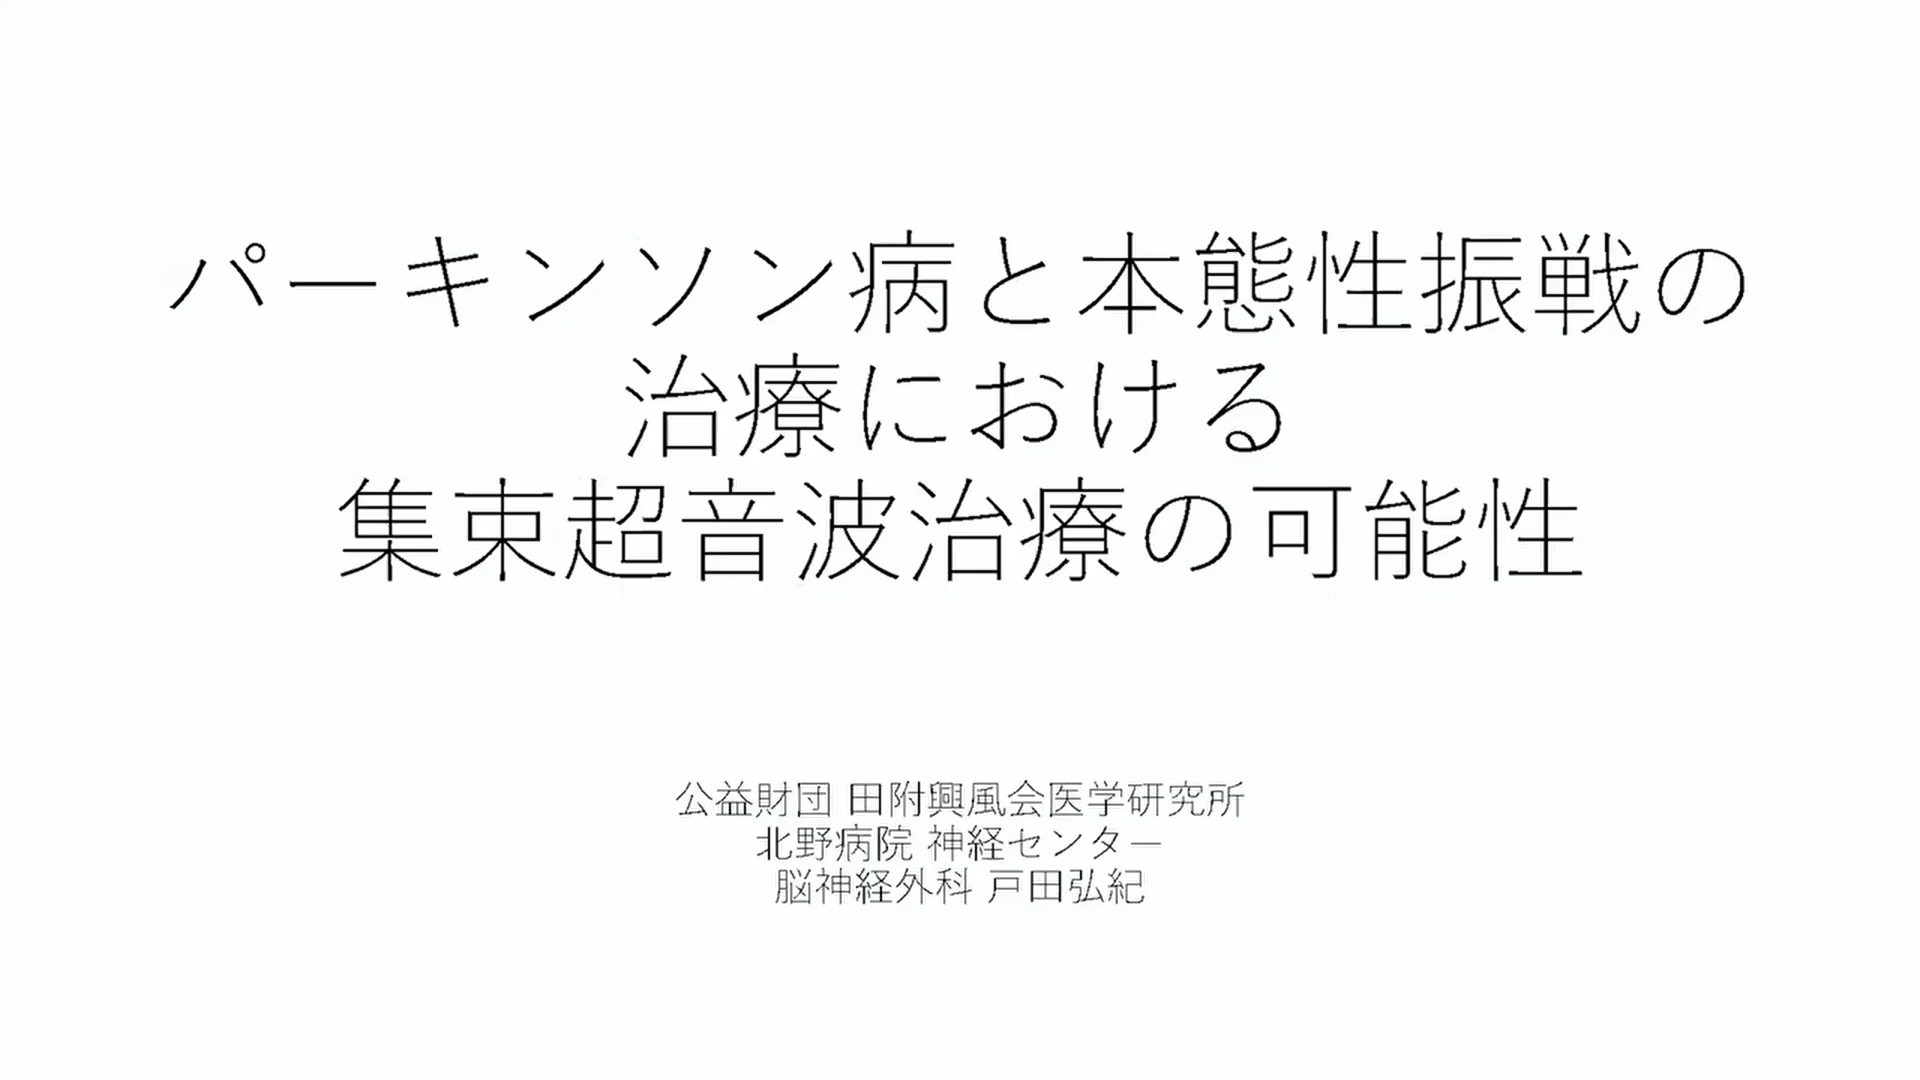 パーキンソン病と本態性振戦の
治療における
集束超音波治療の可能性
公益財団 田附興風会医学研究所
北野病院 神経センター
脳神経外科 戸田弘紀